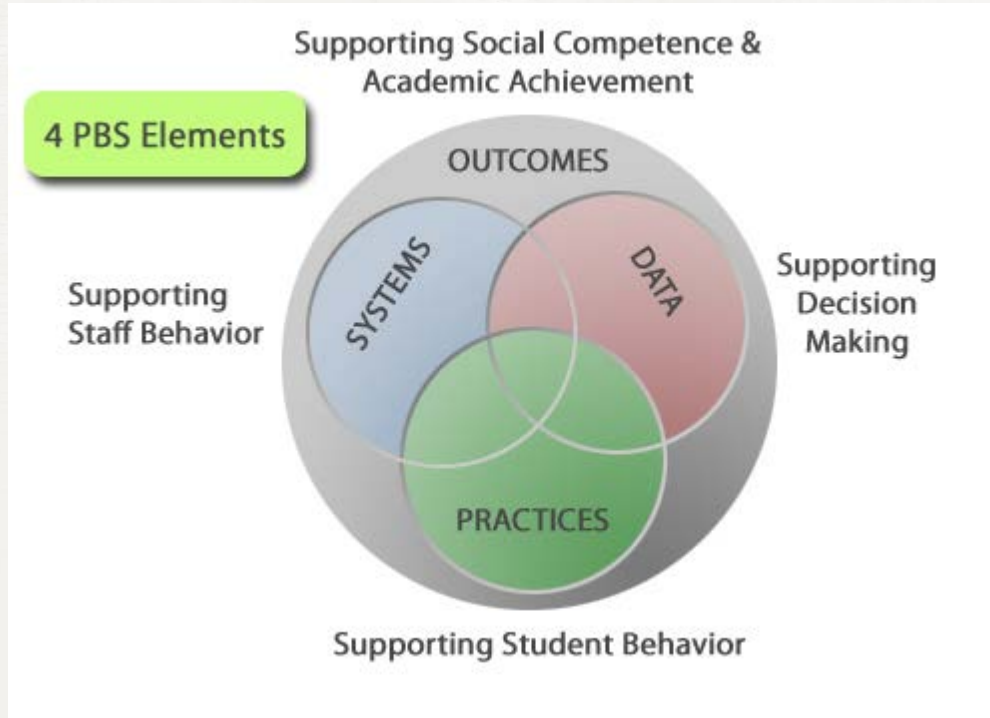 Supporting Social Competence &
Academic Achievement
4 PBS Elements
OUTCOMES
SYSTEMS
DATA
Supporting
Staff Behavior
Supporting
Decision
Making
PRACTICES
Supporting Student Behavior